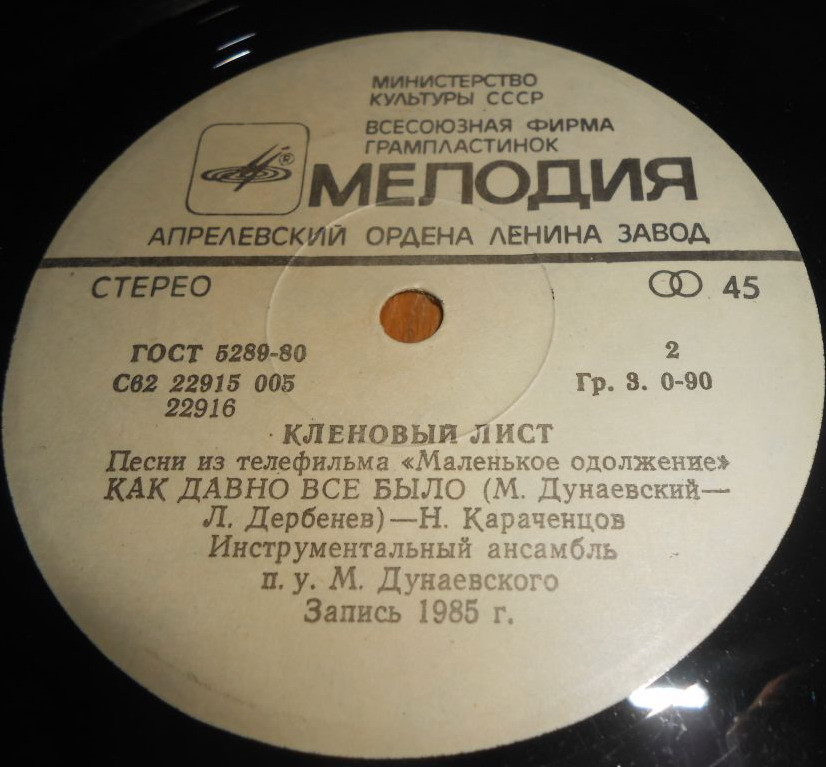 МИНИСТЕРСТВО
КУЛЬТУРЫ СССР
ВСЕСОЮЗНАЯ ФИРМА
ГРАМПЛАСТИНОК
® МЕЛОДИЯ
АПРЕЛЕВСКИЙ ОРДЕНА ЛЕНИНА ЗАВОД
СТЕРЕО 45
ГОСТ 5289-80 2
С62 22915 005 Гр. 3. 0-90
22916
КЛЕНОВЫЙ ЛИСТ
Песни из телефильма «Маленькое одолжение»
КАК ДАВНО ВСЕ БЫЛО (М. Дунаевский—
Л. Дербенев)—Н. Караченцов
Инструментальный ансамбль
п. у. М. Дунаевского
Запись 1985 г.